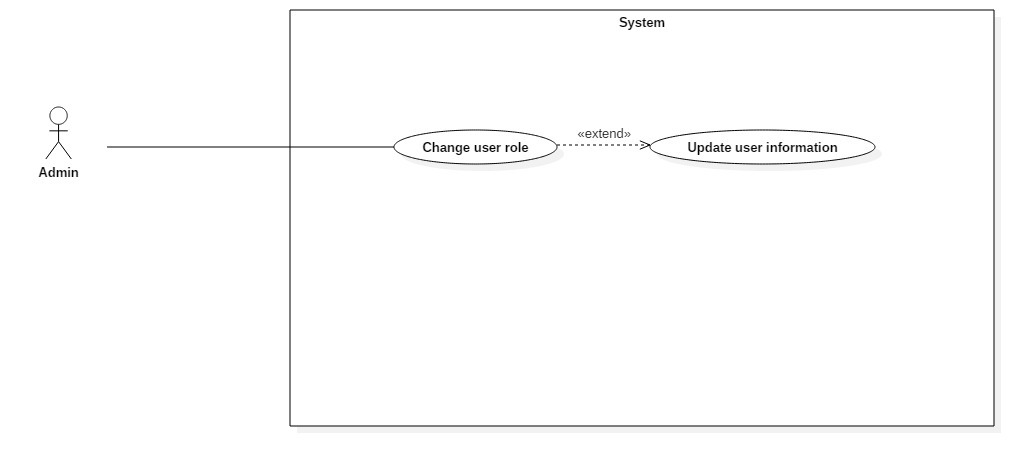 System
Admin
Change user role
«extend»
Update user information